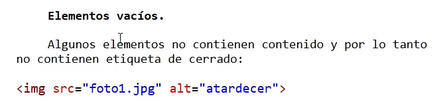 Elementos vacíos.
Algunos elementos no contienen contenido y por lo tanto
no contienen etiqueta de cerrado:
<img src="foto1.jpg" alt="atardecer">